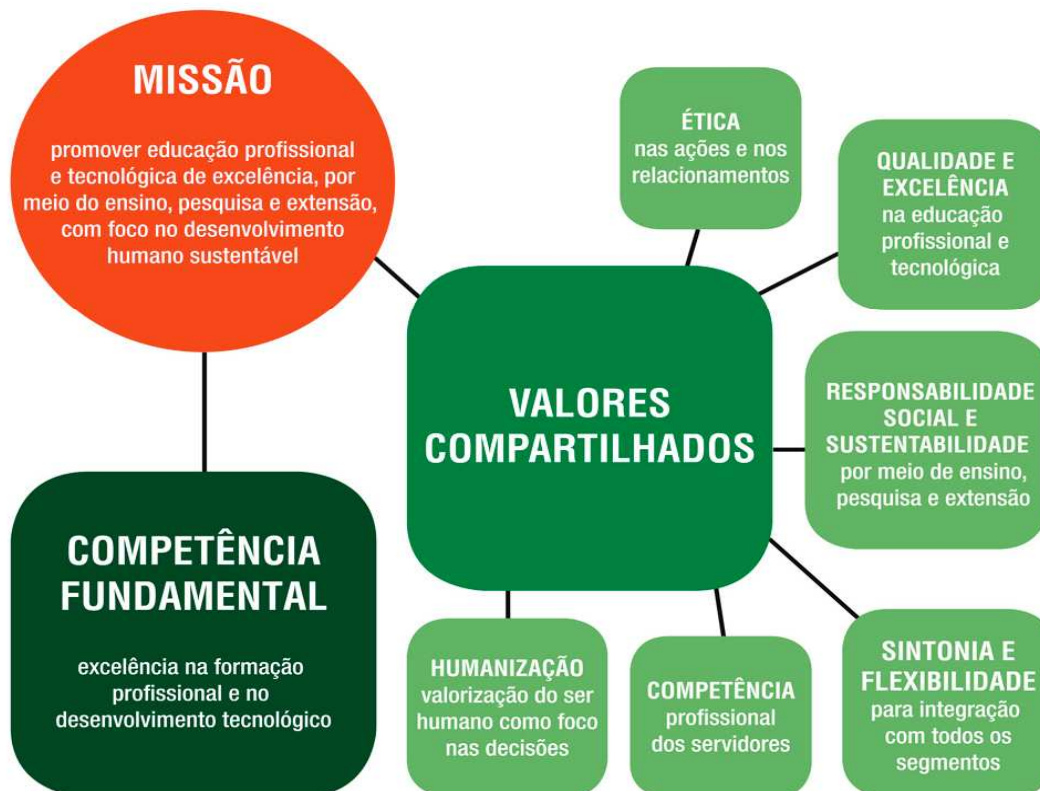 MISSÃO
promover educação profissional
e tecnológica de excelência, por
meio do ensino, pesquisa e extensão,
com foco no desenvolvimento
humano sustentável
COMPETÊNCIA
FUNDAMENTAL
excelência na formação
profissional e no
desenvolvimento tecnológico
VALORES
COMPARTILHADOS
ÉTICA
nas ações e nos
relacionamentos
QUALIDADE E
EXCELÊNCIA
na educação
profissional e
tecnológica
RESPONSABILIDADE
SOCIAL E
SUSTENTABILIDADE
por meio de ensino,
pesquisa e extensão
SINTONIA E
FLEXIBILIDADE
para integração
com todos os
segmentos
COMPETÊNCIA
profissional
dos servidores
HUMANIZAÇÃO
valorização do ser
humano como foco
nas decisões